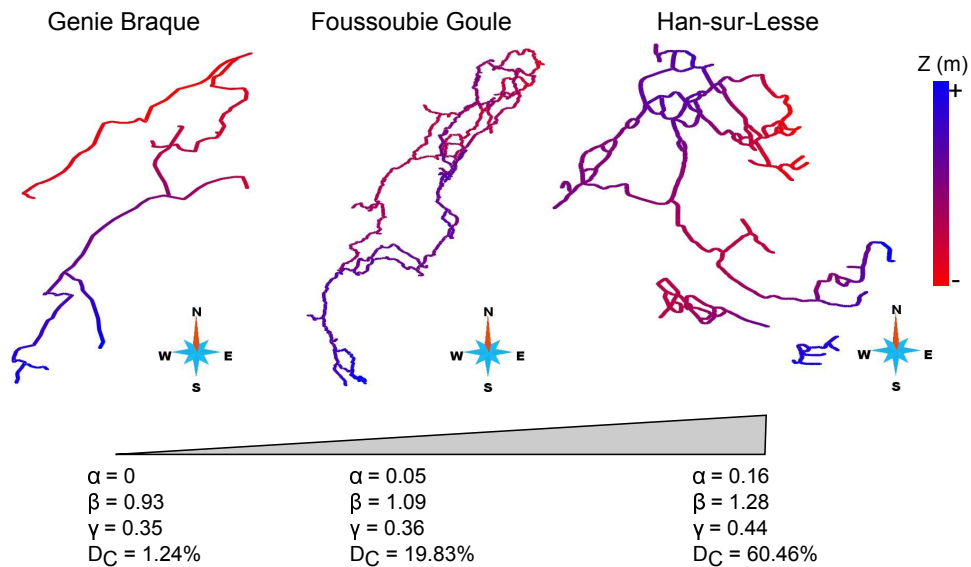 Genie Braque
Foussoubie Goule
Han-sur-Lesse
Z (m)
+
-
N
W E
S
N
W E
S
N
W E
S
α = 0
β = 0.93
γ = 0.35
DC = 1.24%
α = 0.05
β = 1.09
γ = 0.36
DC = 19.83%
α = 0.16
β = 1.28
γ = 0.44
DC = 60.46%